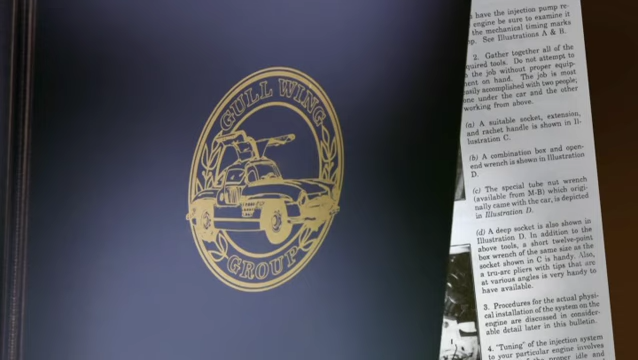 GULL WING
GROUP
have the injection pump re-
engine be sure to examine it
the mechanical timing marks
See Illustrations A & B.
2. Gather together all of the
quired tools. Do not attempt to
the job without proper equip-
ment on hand. The job is most
easily accomplished with two people;
one under the car and the other
working from above.
(a) A suitable socket, extension,
and rachet handle is shown in Il-
lustration C.
(b) A combination box and open-
end wrench is shown in Illustration
D.
(c) The special tube nut wrench
(available from M-B) which origi-
nally came with the car, is depicted
in Illustration D.
(d) A deep socket is also shown in
Illustration D. In addition to the
above tools, a short twelve-point
box wrench of the same size as the
socket shown in C is handy. Also,
a tru-arc pliers with tips that are
at various angles is very handy to
have available.
3. Procedures for the actual physi-
cal installation of the system on the
engine are discussed in consider-
able detail later in this bulletin.
4. "Tuning" of the injection system
to your particular engine involves
of the proper idle and